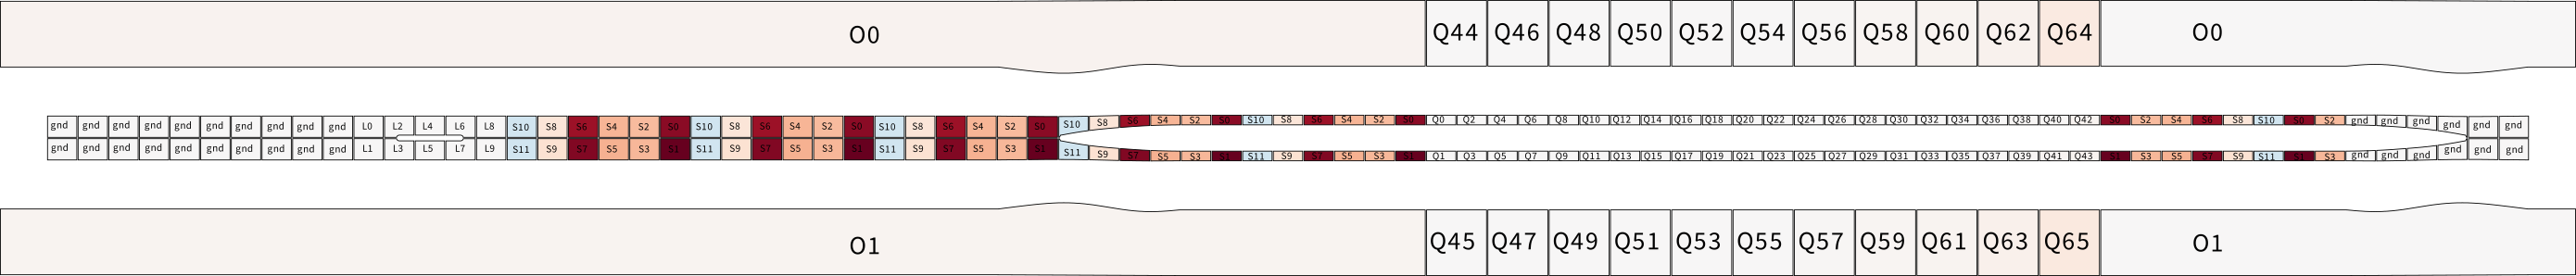 O0 Q44 Q46 Q48 Q50 Q52 Q54 Q56 Q58 Q60 Q62 Q64 O0
gnd gnd gnd gnd gnd gnd gnd gnd gnd gnd L0 L2 L4 L6 L8 S10 S8 S6 S4 S2 S0 S10 S8 S6 S4 S2 S0 S10 S8 S6 S4 S2 S0 S10 S8 S6 S4 S2 S0 S10 S8 S6 S4 S2 S0 Q0 Q2 Q4 Q6 Q8 Q10 Q12 Q14 Q16 Q18 Q20 Q22 Q24 Q26 Q28 Q30 Q32 Q34 Q36 Q38 Q40 Q42 S0 S2 S4 S6 S8 S10 S0 S2 gnd gnd gnd gnd gnd gnd
gnd gnd gnd gnd gnd gnd gnd gnd gnd gnd L1 L3 L5 L7 L9 S11 S9 S7 S5 S3 S1 S11 S9 S7 S5 S3 S1 S11 S9 S7 S5 S3 S1 S11 S9 S7 S5 S3 S1 S11 S9 S7 S5 S3 S1 Q1 Q3 Q5 Q7 Q9 Q11 Q13 Q15 Q17 Q19 Q21 Q23 Q25 Q27 Q29 Q31 Q33 Q35 Q37 Q39 Q41 Q43 S1 S3 S5 S7 S9 S11 S1 S3 gnd gnd gnd gnd gnd gnd
O1 Q45 Q47 Q49 Q51 Q53 Q55 Q57 Q59 Q61 Q63 Q65 O1